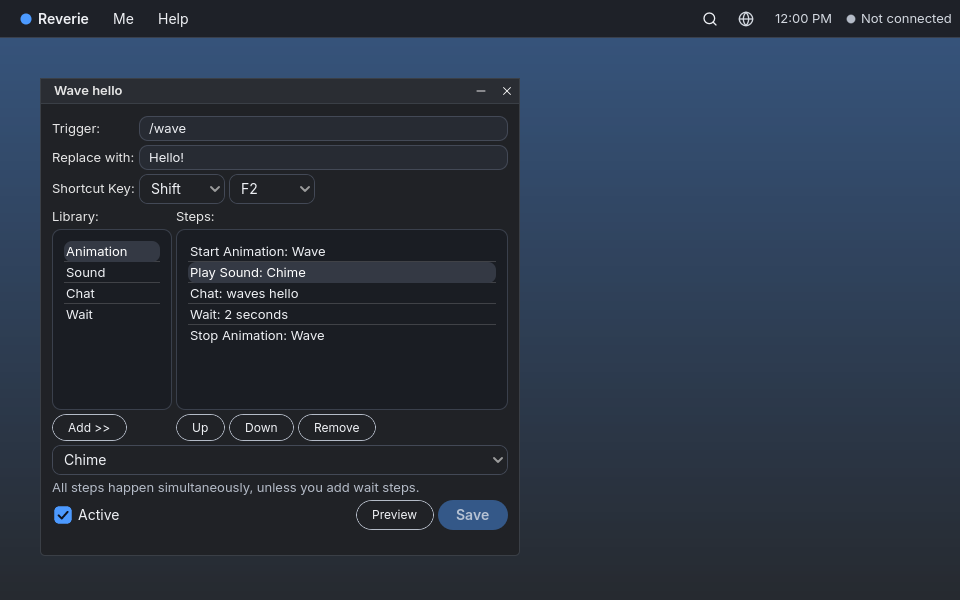 Reverie Me Help 12:00 PM Not connected
Wave hello
Trigger: /wave
Replace with: Hello!
Shortcut Key: Shift F2
Library: Steps:
Animation
Sound
Chat
Wait
Start Animation: Wave
Play Sound: Chime
Chat: waves hello
Wait: 2 seconds
Stop Animation: Wave
Add >> Up Down Remove
Chime
All steps happen simultaneously, unless you add wait steps.
Active Preview Save